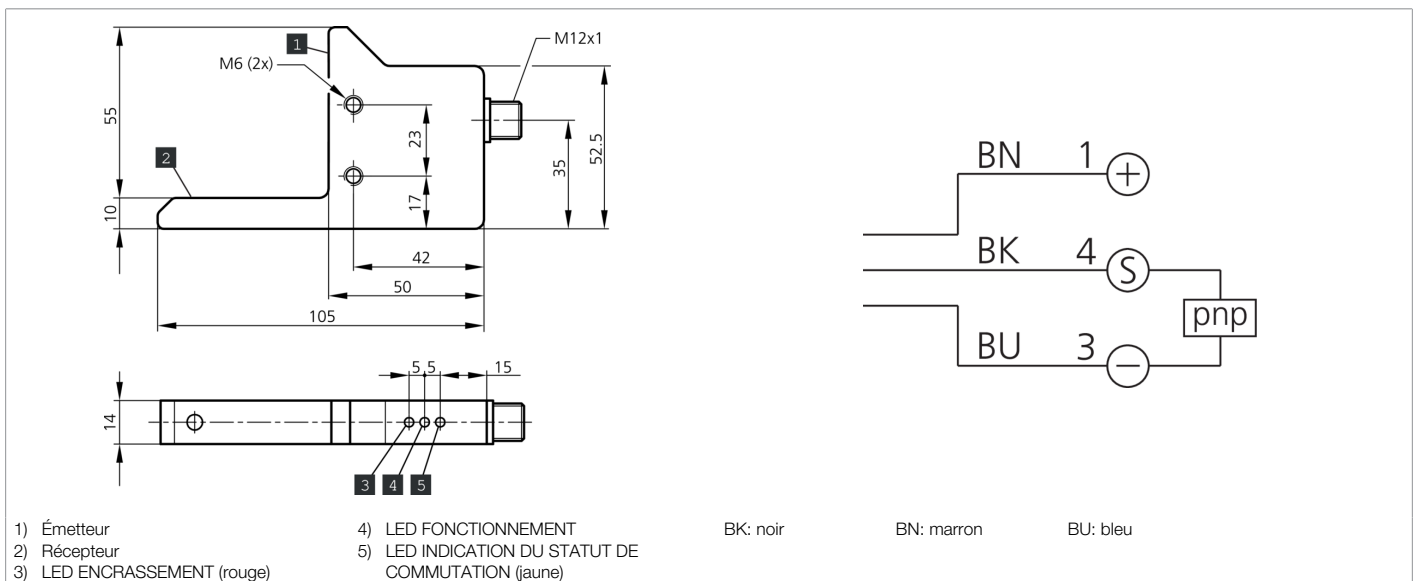 1
M12x1
M6 (2x)
55
23
52.5
35
2
10
17
42
50
105
5 5 15
14
3 4 5
BN 1 +
BK 4 S
pnp
BU 3 −
1) Émetteur
2) Récepteur
3) LED ENCRASSEMENT (rouge)
4) LED FONCTIONNEMENT
5) LED INDICATION DU STATUT DE
COMMUTATION (jaune)
BK: noir BN: marron BU: bleu